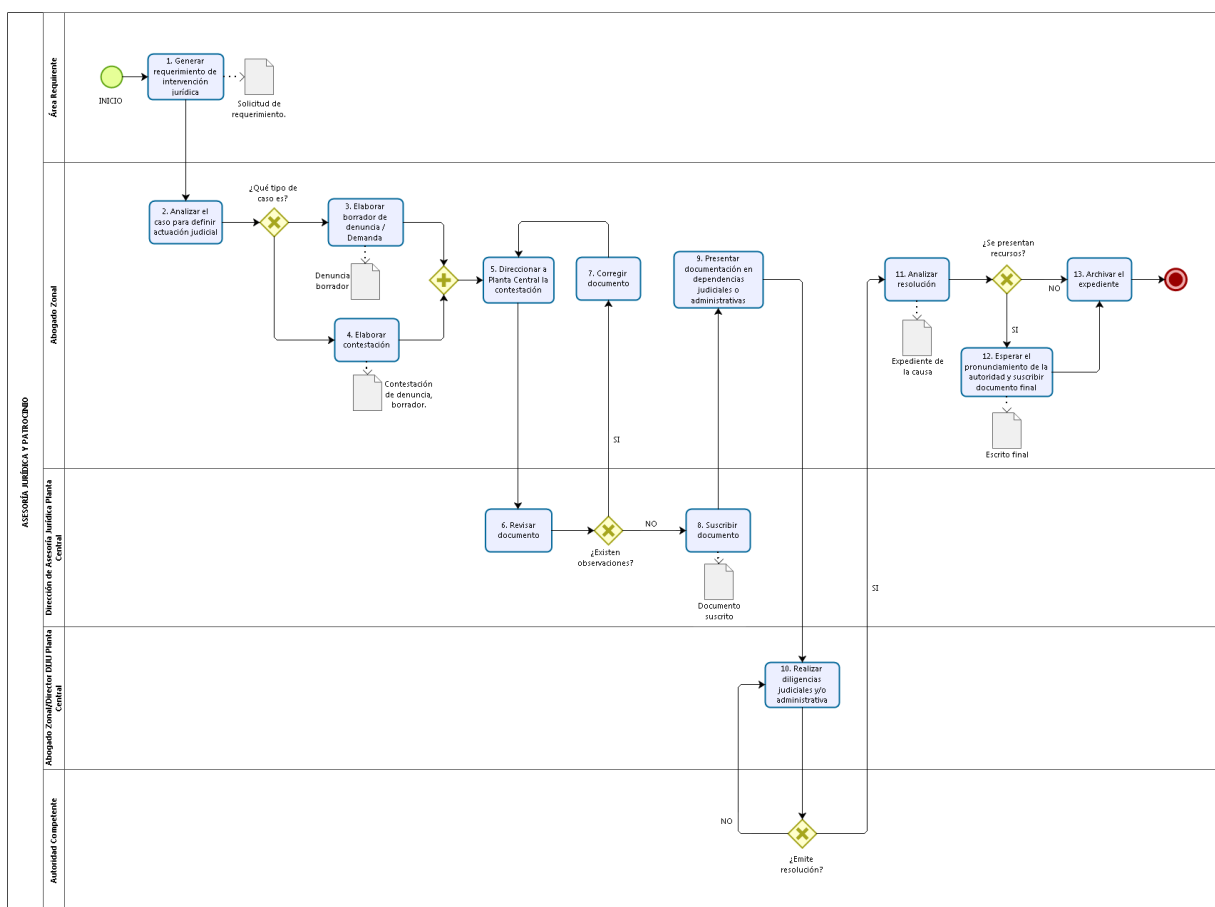 ASESORÍA JURÍDICA Y PATROCINIO
Área Requirente
INICIO
1. Generar
requerimiento de
intervención
jurídica
Solicitud de
requerimiento.
Abogado Zonal
2. Analizar el
caso para definir
actuación judicial
¿Qué tipo de
caso es?
3. Elaborar
borrador de
denuncia /
Demanda
Denuncia
borrador
4. Elaborar
contestación
Contestación
de denuncia,
borrador.
5. Direccionar a
Planta Central la
contestación
7. Corregir
documento
SI
9. Presentar
documentación en
dependencias
judiciales o
administrativas
11. Analizar
resolución
Expediente de
la causa
¿Se presentan
recursos?
NO
SI
13. Archivar el
expediente
12. Esperar el
pronunciamiento de la
autoridad y suscribir
documento final
Escrito final
Dirección de Asesoría Jurídica Planta
Central
6. Revisar
documento
¿Existen
observaciones?
NO
8. Suscribir
documento
Documento
suscrito
SI
Abogado Zonal/Director DIJU Planta
Central
10. Realizar
diligencias
judiciales y/o
administrativa
Autoridad Competente
NO
¿Emite
resolución?